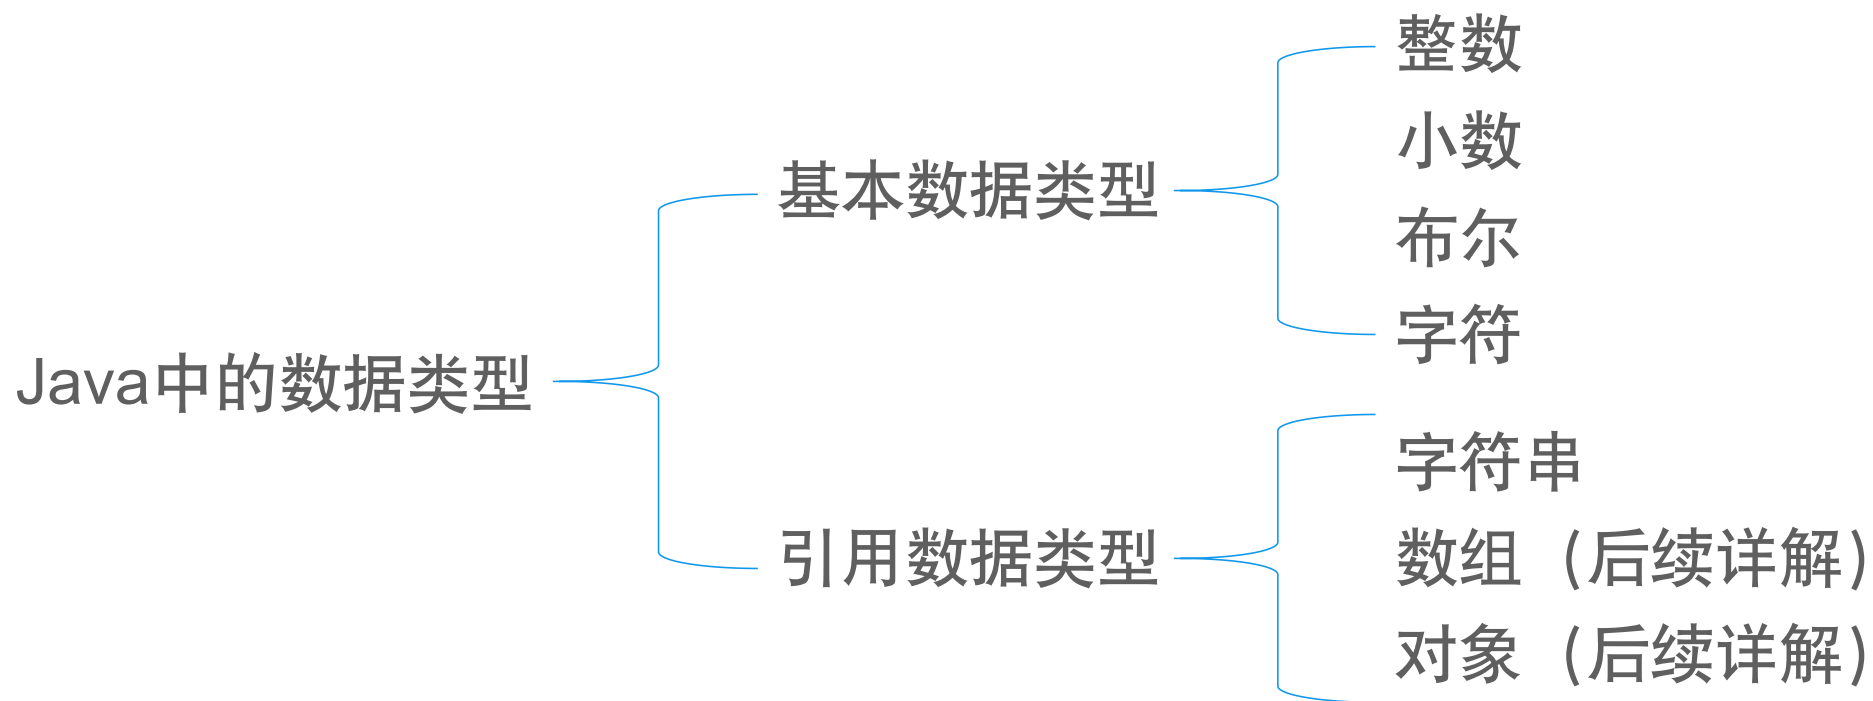 Java中的数据类型
基本数据类型
整数
小数
布尔
字符
引用数据类型
字符串
数组（后续详解）
对象（后续详解）